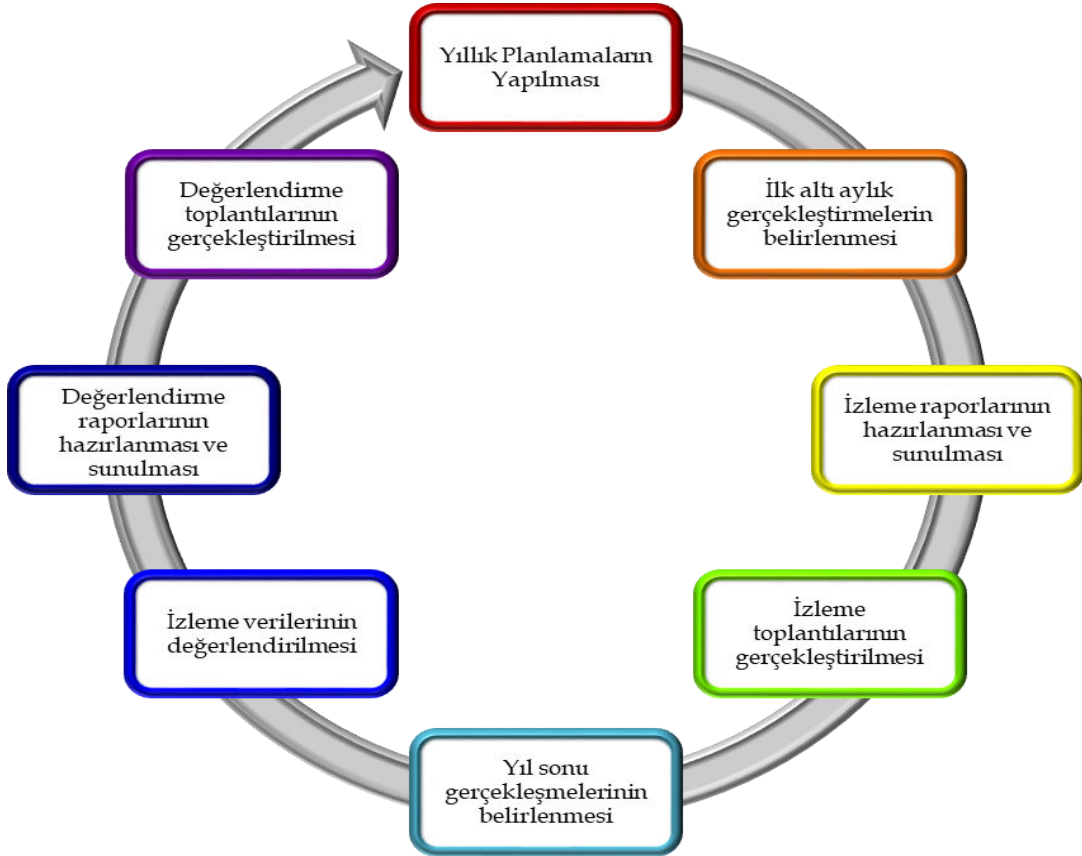 Yıllık Planlamaların
Yapılması
İlk altı aylık
gerçekleştirmelerin
belirlenmesi
İzleme raporlarının
hazırlanması ve
sunulması
İzleme
toplantılarının
gerçekleştirilmesi
Yıl sonu
gerçekleşmelerinin
belirlenmesi
İzleme verilerinin
değerlendirilmesi
Değerlendirme
raporlarının
hazırlanması ve
sunulması
Değerlendirme
toplantılarının
gerçekleştirilmesi